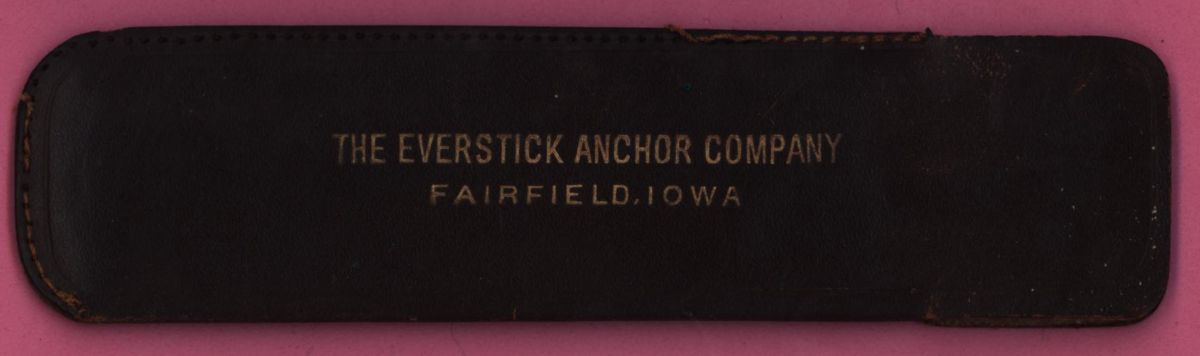 THE EVERSTICK ANCHOR COMPANY
FAIRFIELD, IOWA